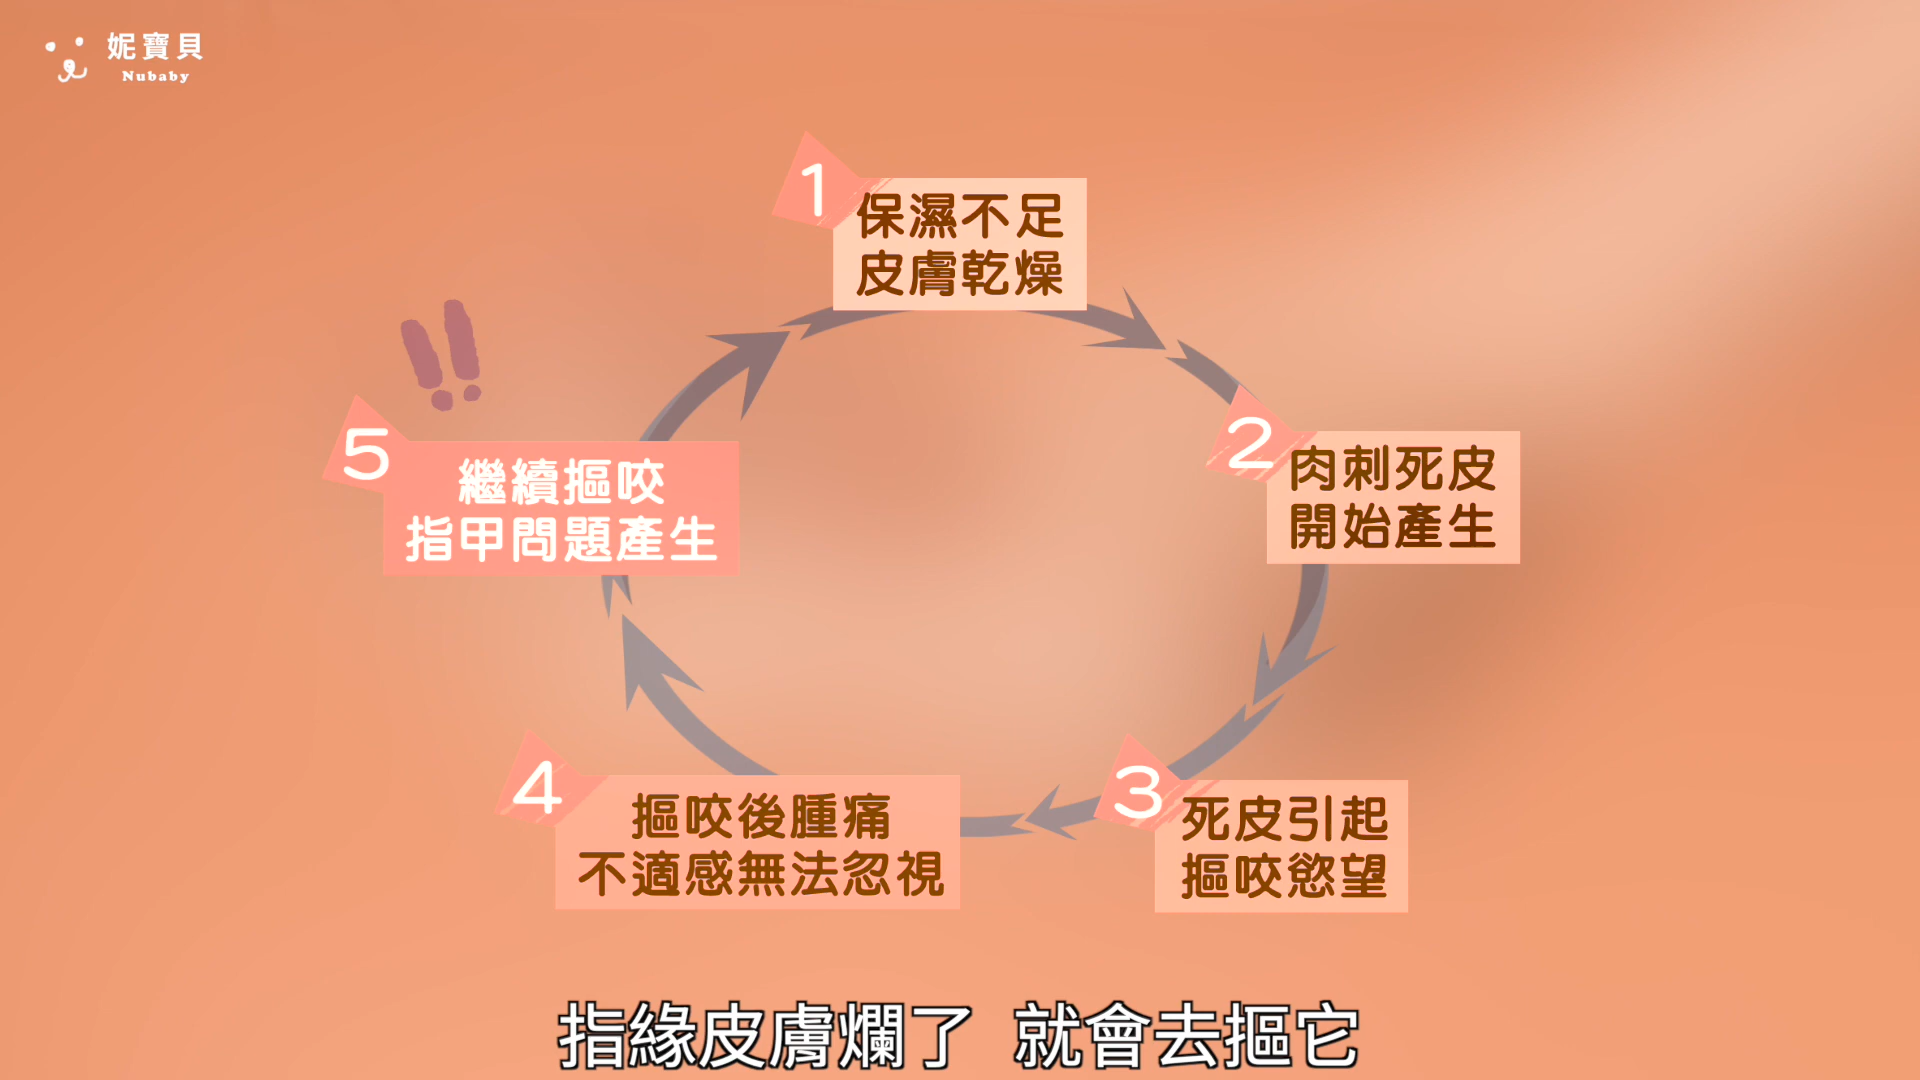 妮寶貝
Nubaby
1
保濕不足
皮膚乾燥
2
肉刺死皮
開始產生
3
死皮引起
摳咬慾望
4
摳咬後腫痛
不適感無法忽視
5
繼續摳咬
指甲問題產生
指緣皮膚爛了 就會去摳它